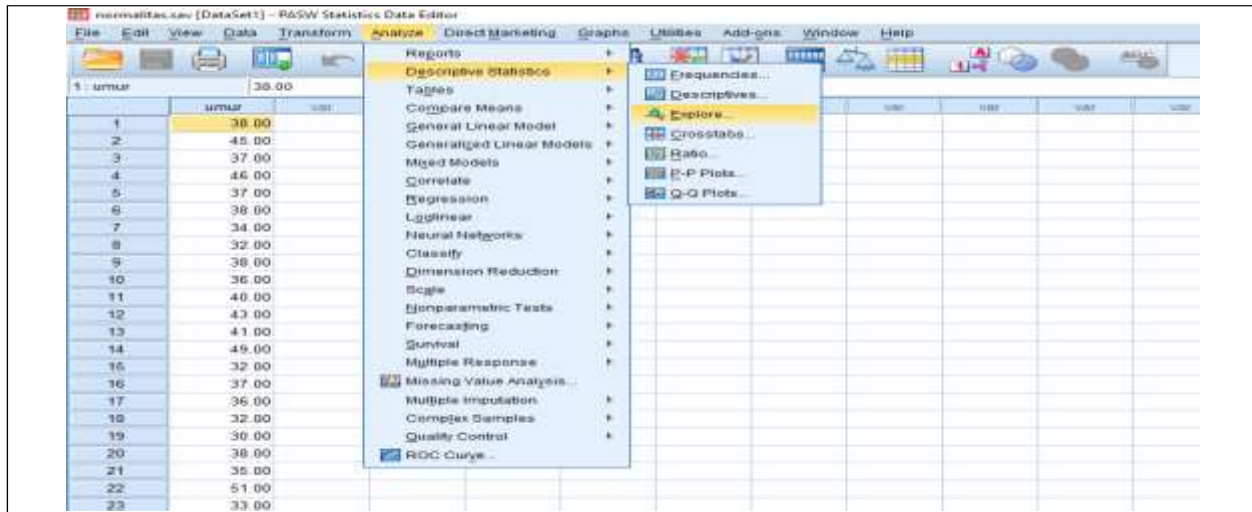 normalitas.sav [DataSet1] - PASW Statistics Data Editor
File Edit View Data Transform Analyze Direct Marketing Graphs Utilities Add-ons Window Help
1 : umur 38.00
umur var var var var var
1 38.00
2 45.00
3 37.00
4 46.00
5 37.00
6 38.00
7 34.00
8 32.00
9 38.00
10 36.00
11 40.00
12 43.00
13 41.00
14 49.00
15 32.00
16 37.00
17 36.00
18 32.00
19 30.00
20 38.00
21 35.00
22 51.00
23 33.00
Reports
Descriptive Statistics
Tables
Compare Means
General Linear Model
Generalized Linear Models
Mixed Models
Correlate
Regression
Loglinear
Neural Networks
Classify
Dimension Reduction
Scale
Nonparametric Tests
Forecasting
Survival
Multiple Response
Missing Value Analysis...
Multiple Imputation
Complex Samples
Quality Control
ROC Curve...
Frequencies...
Descriptives...
Explore...
Crosstabs...
Ratio...
P-P Plots...
Q-Q Plots...